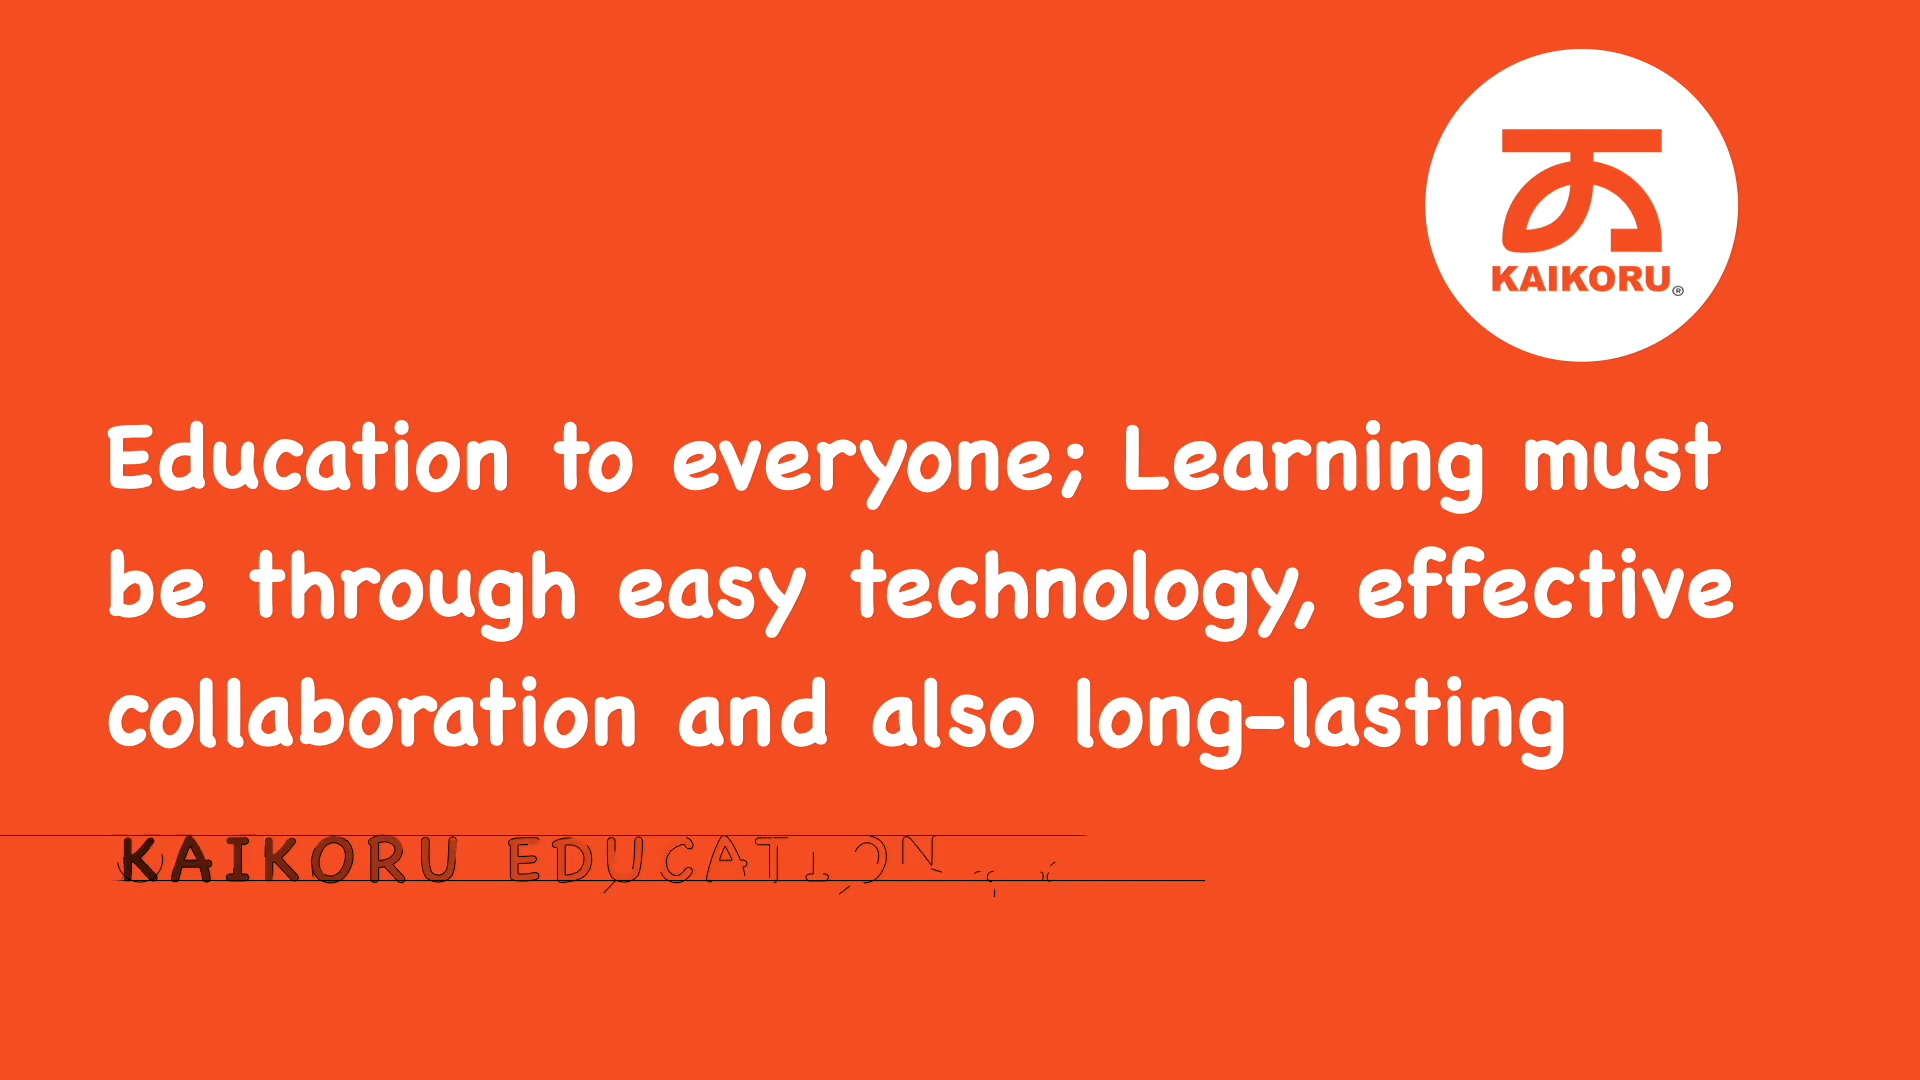 KAIKORU®
Education to everyone; Learning must
be through easy technology, effective
collaboration and also long-lasting
KAIKORU EDUCATION